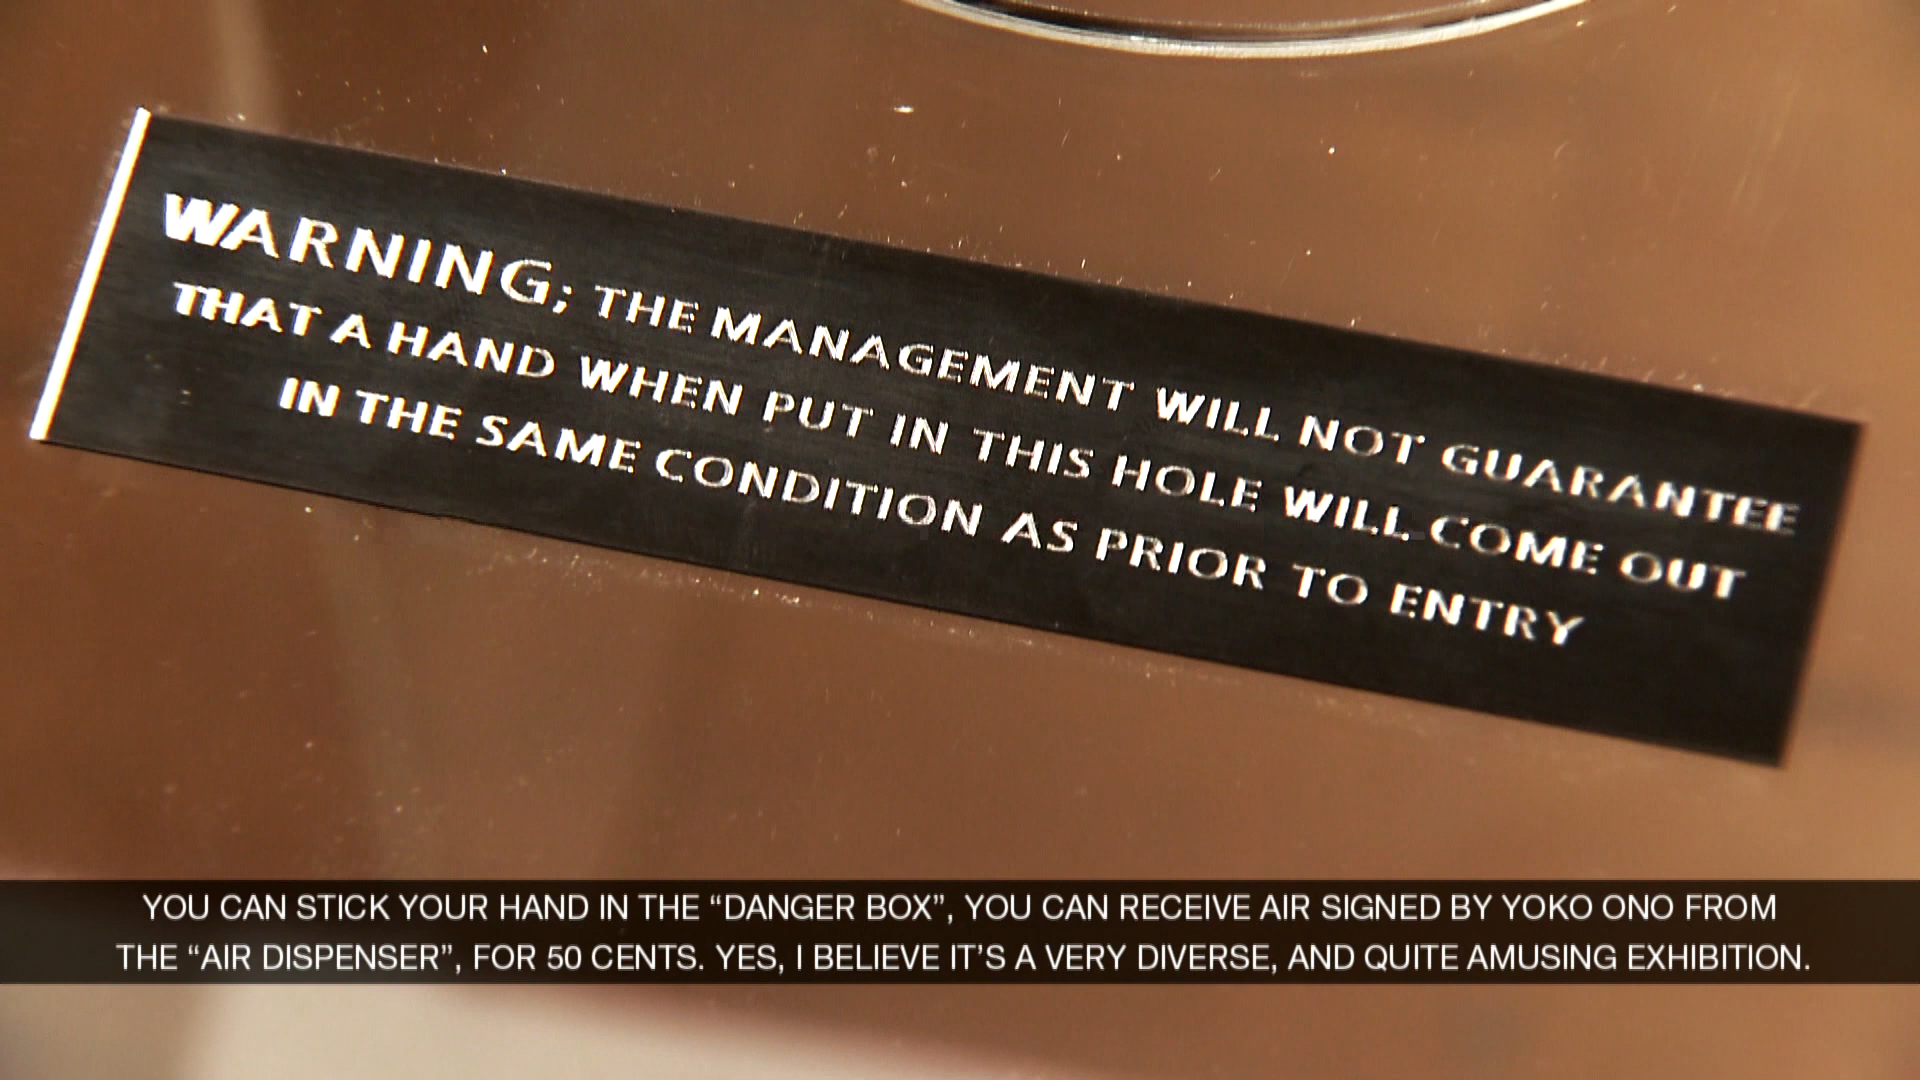 WARNING; THE MANAGEMENT WILL NOT GUARANTEE
THAT A HAND WHEN PUT IN THIS HOLE WILL COME OUT
IN THE SAME CONDITION AS PRIOR TO ENTRY
YOU CAN STICK YOUR HAND IN THE “DANGER BOX”, YOU CAN RECEIVE AIR SIGNED BY YOKO ONO FROM
THE “AIR DISPENSER”, FOR 50 CENTS. YES, I BELIEVE IT’S A VERY DIVERSE, AND QUITE AMUSING EXHIBITION.